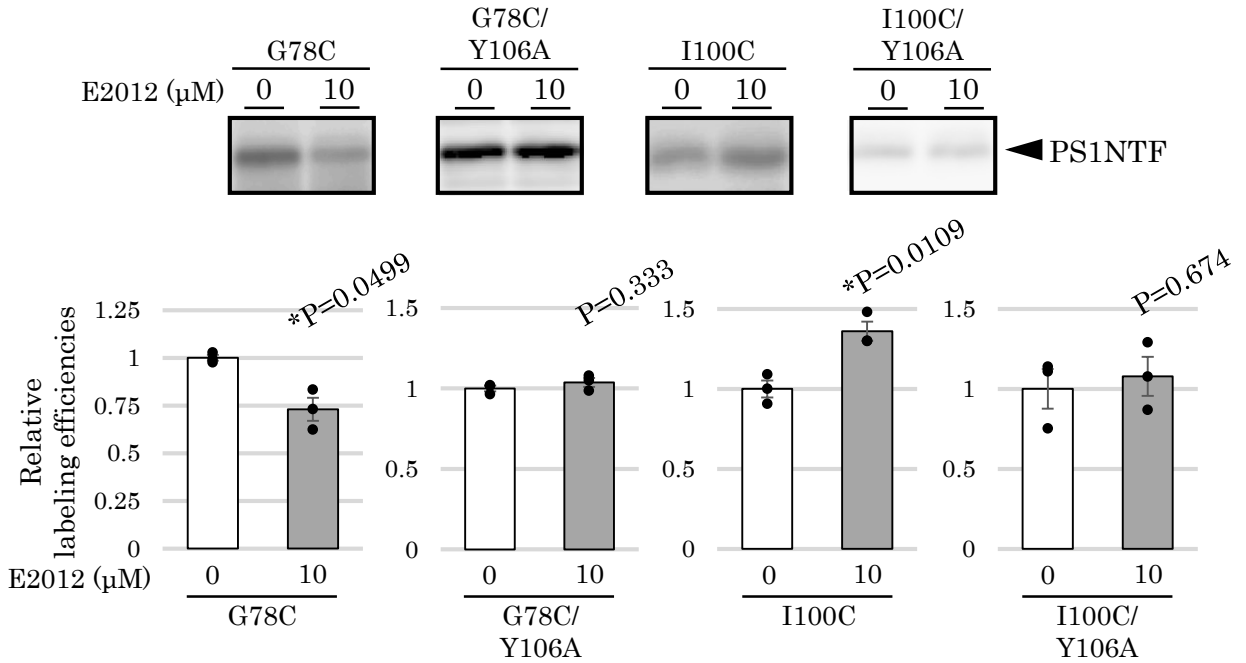 G78C
G78C/
Y106A
I100C
I100C/
Y106A
E2012 (µM)
0
10
0
10
0
10
0
10
PS1NTF
Relative
labeling efficiencies
*P=0.0499
1.25
1
0.75
0.5
0.25
0
P=0.333
1.5
1
0.5
0
*P=0.0109
1.5
1
0.5
0
P=0.674
1.5
1
0.5
0
E2012 (µM)
0
10
0
10
0
10
0
10
G78C
G78C/
Y106A
I100C
I100C/
Y106A